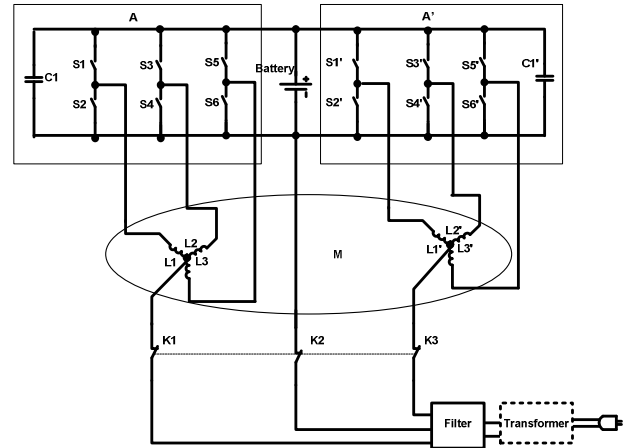 A
A'
S1
S3
S5
Battery
+
-
S1'
S3'
S5'
C1
C1'
S2
S4
S6
S2'
S4'
S6'
L2
L1
L3
M
L2'
L1'
L3'
K1
K2
K3
Filter
Transformer